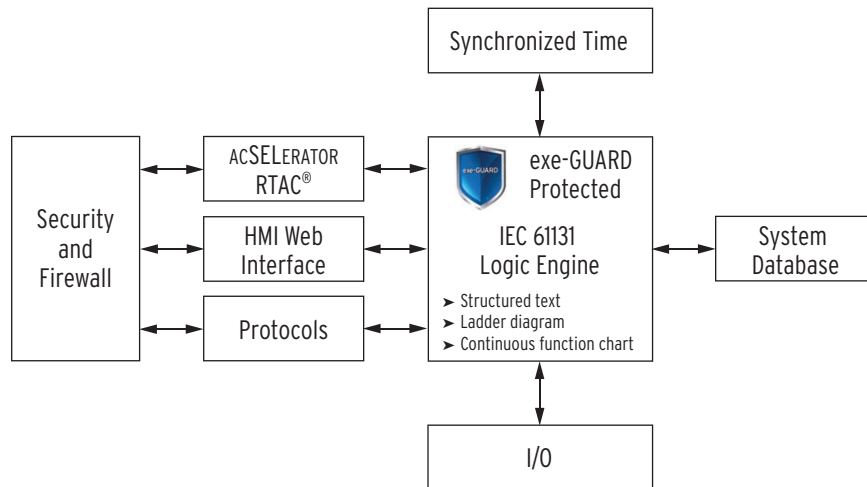 Synchronized Time
ACSELERATOR
RTAC®
exe-GUARD
exe-GUARD
Protected
Security
and
Firewall
HMI Web
Interface
IEC 61131
Logic Engine
System
Database
➤ Structured text
➤ Ladder diagram
➤ Continuous function chart
Protocols
I/O